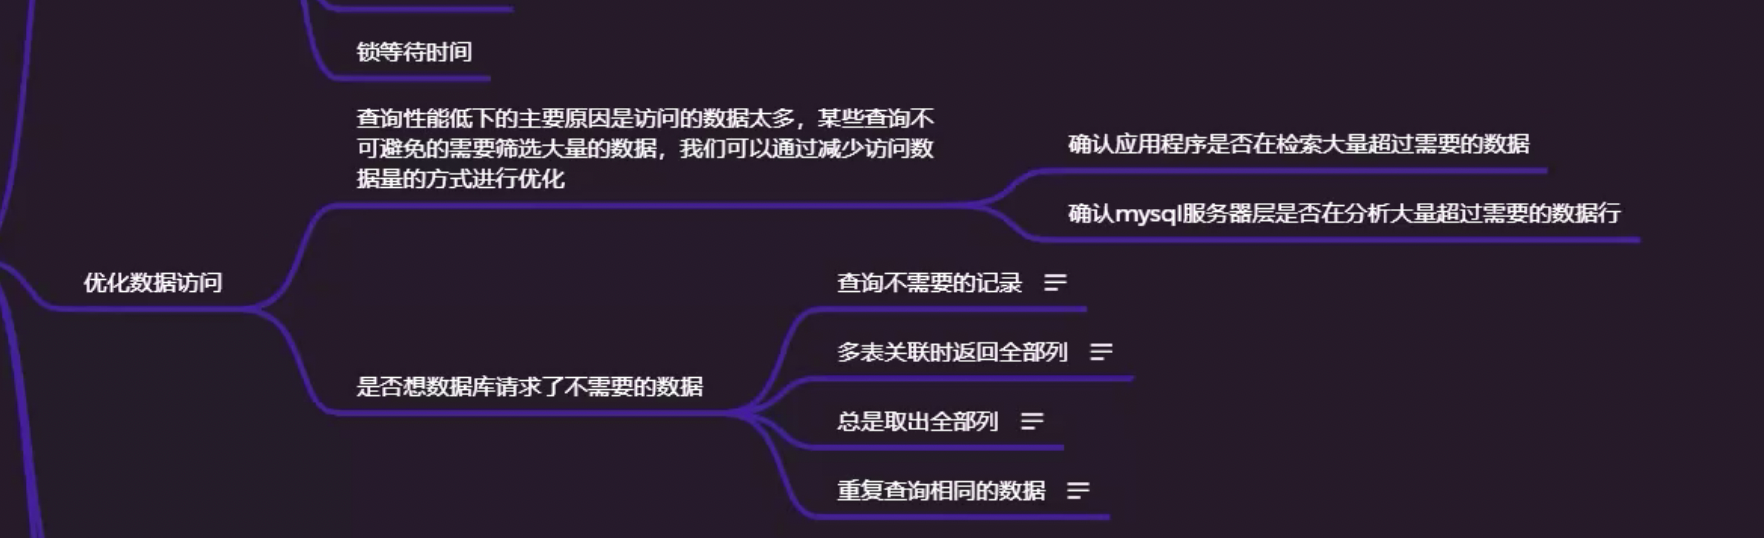 锁等待时间
查询性能低下的主要原因是访问的数据太多，某些查询不
可避免的需要筛选大量的数据，我们可以通过减少访问数
据量的方式进行优化
确认应用程序是否在检索大量超过需要的数据
确认mysql服务器层是否在分析大量超过需要的数据行
优化数据访问
是否想数据库请求了不需要的数据
查询不需要的记录
多表关联时返回全部列
总是取出全部列
重复查询相同的数据